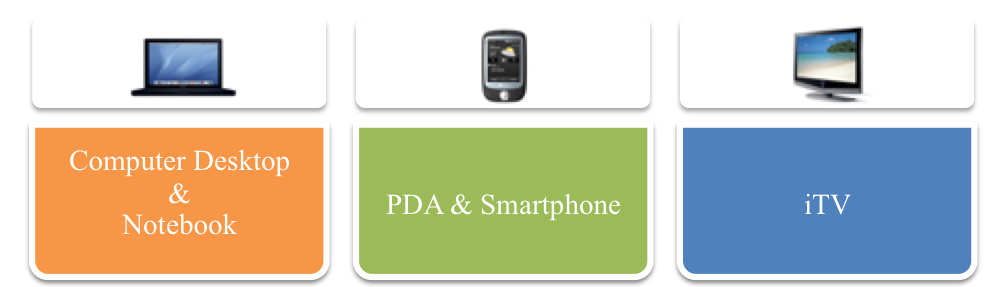 Computer Desktop
&
Notebook
PDA & Smartphone
iTV